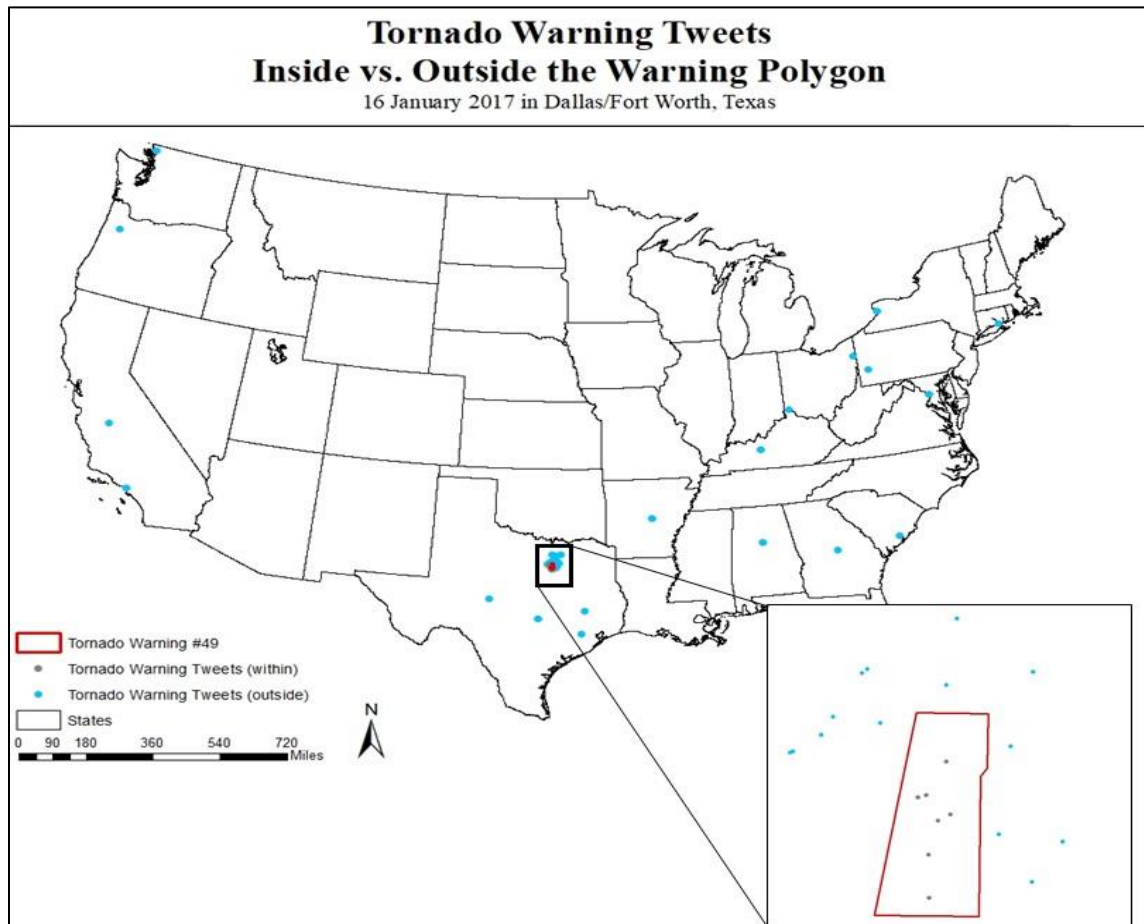 Tornado Warning Tweets
Inside vs. Outside the Warning Polygon
16 January 2017 in Dallas/Fort Worth, Texas
Tornado Warning #49
Tornado Warning Tweets (within)
Tornado Warning Tweets (outside)
States
N
0 90 180 360 540 720
Miles